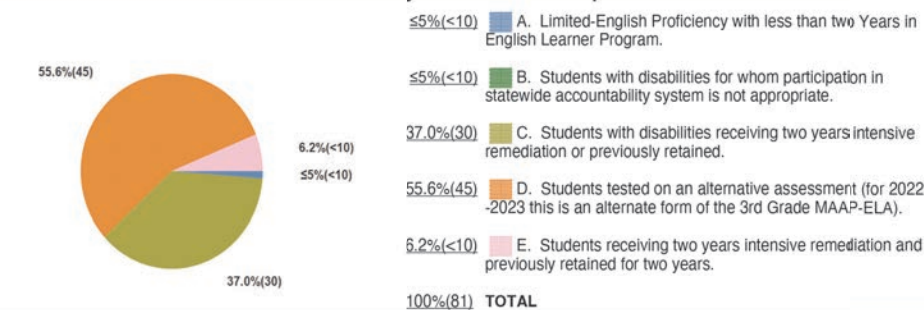 55.6%(45)
6.2%(<10)
≤5%(<10)
37.0%(30)
≤5%(<10) A. Limited-English Proficiency with less than two Years in
English Learner Program.
≤5%(<10) B. Students with disabilities for whom participation in
statewide accountability system is not appropriate.
37.0%(30) C. Students with disabilities receiving two years intensive
remediation or previously retained.
55.6%(45) D. Students tested on an alternative assessment (for 2022
-2023 this is an alternate form of the 3rd Grade MAAP-ELA).
6.2%(<10) E. Students receiving two years intensive remediation and
previously retained for two years.
100%(81) TOTAL